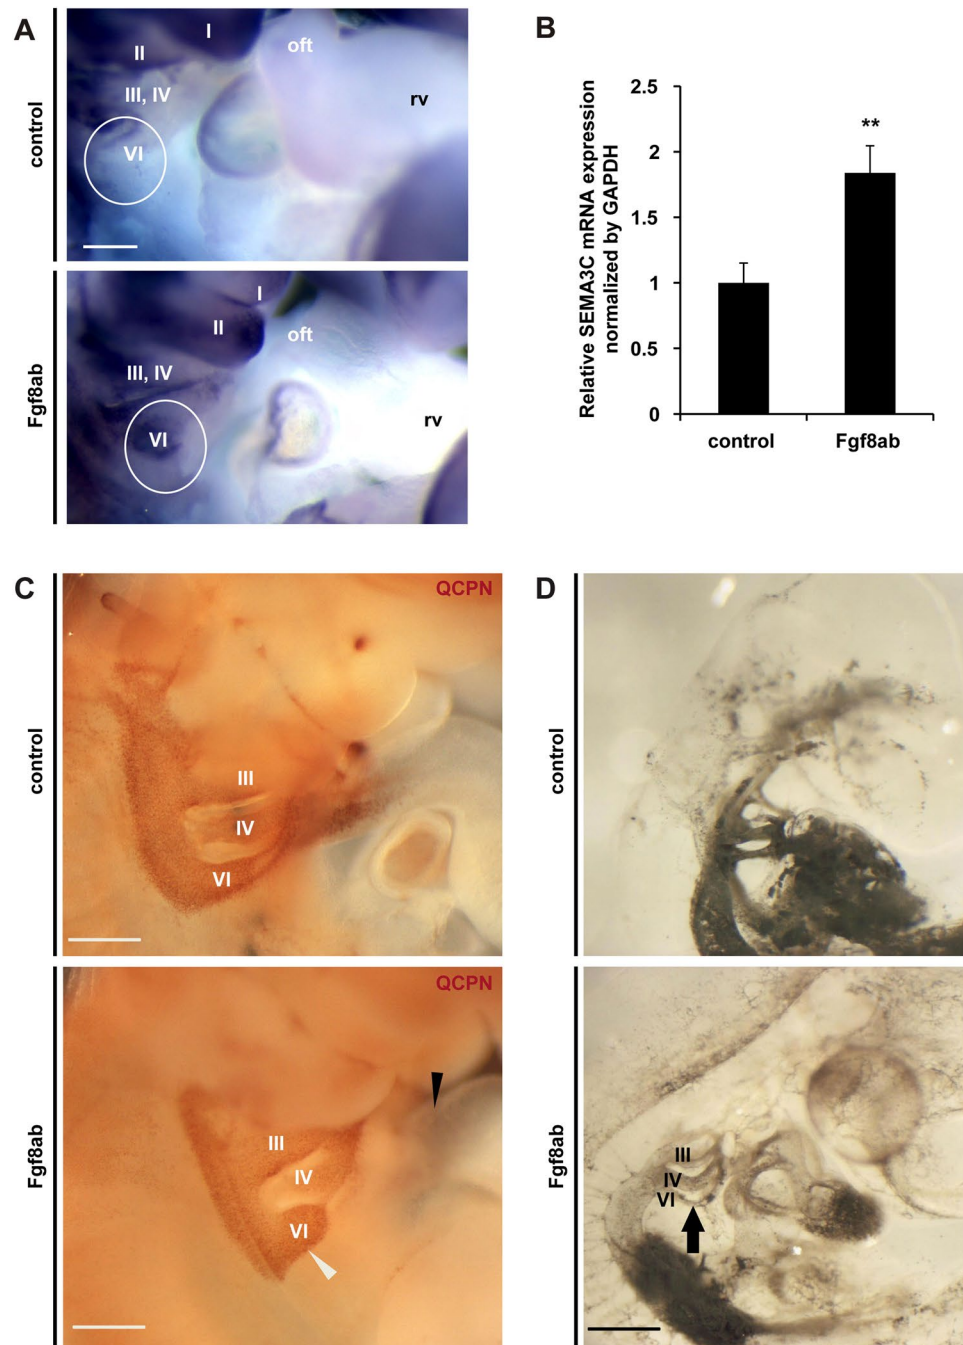 A
control
I
II
oft
III, IV
rv
VI
Fgf8ab
I
II
oft
III, IV
rv
VI
B
Relative SEMA3C mRNA expression
normalized by GAPDH
2.5
2
1.5
1
0.5
0
**
control
Fgf8ab
C
control
QCPN
III
IV
VI
Fgf8ab
QCPN
III
IV
VI
D
control
Fgf8ab
III
IV
VI